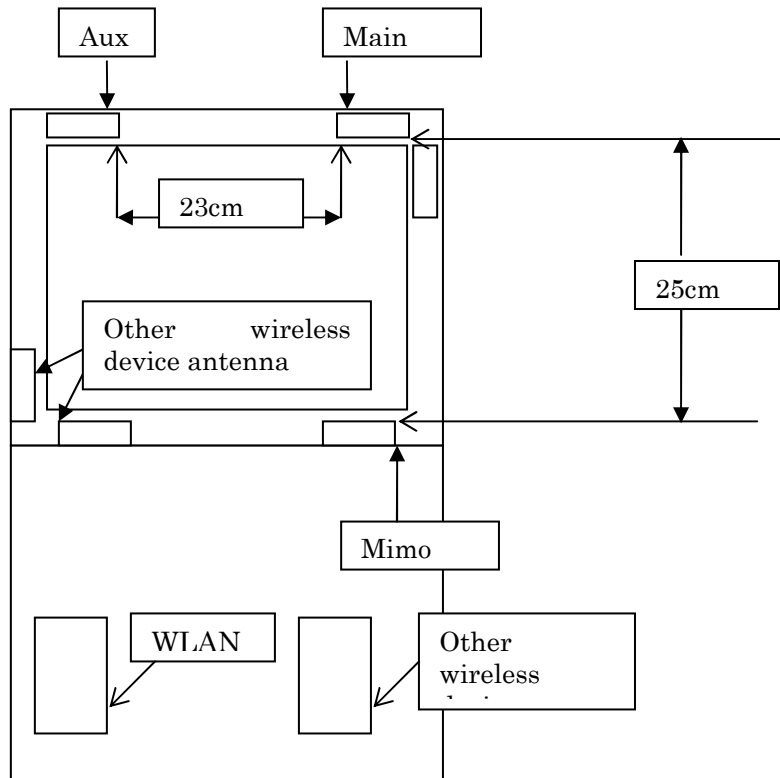 Aux
Main
23cm
25cm
Other wireless
device antenna
Mimo
WLAN
Other
wireless